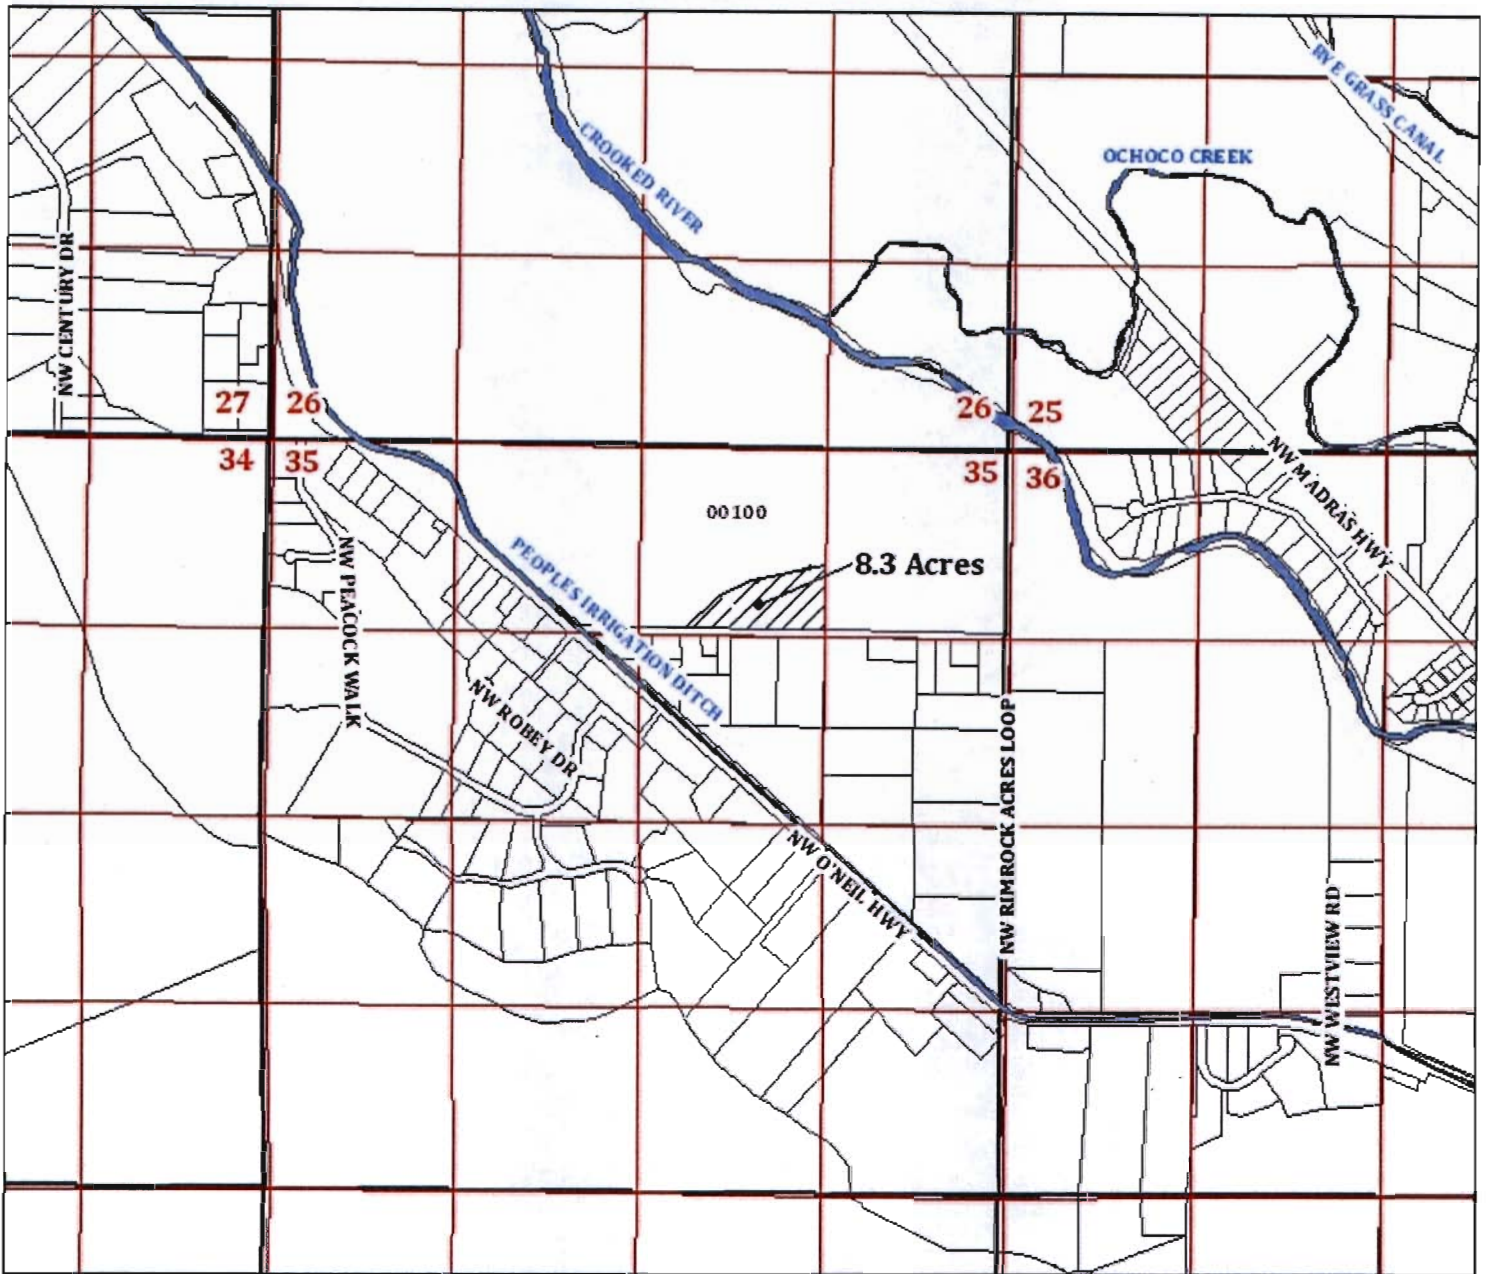 RYE GRASS CANAL
CROOKED RIVER
OCHOCO CREEK
NW CENTURY DR
27 26
26 25
34 35
35 36
NW MADRAS HWY
00100
8.3 Acres
PEOPLES IRRIGATION DITCH
NW PEACOCK WALK
NW ROBEY DR
NW RIMROCK ACRES LOOP
NW O'NEIL HWY
NW WESTVIEW RD